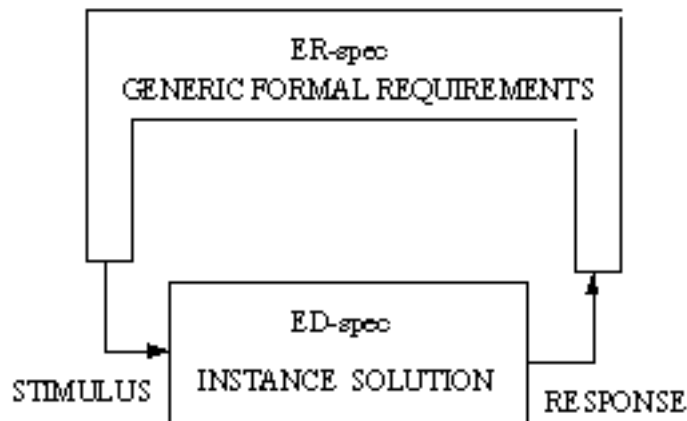 ER-spec
GENERIC FORMAL REQUIREMENTS
ED-spec
INSTANCE SOLUTION
STIMULUS
RESPONSE